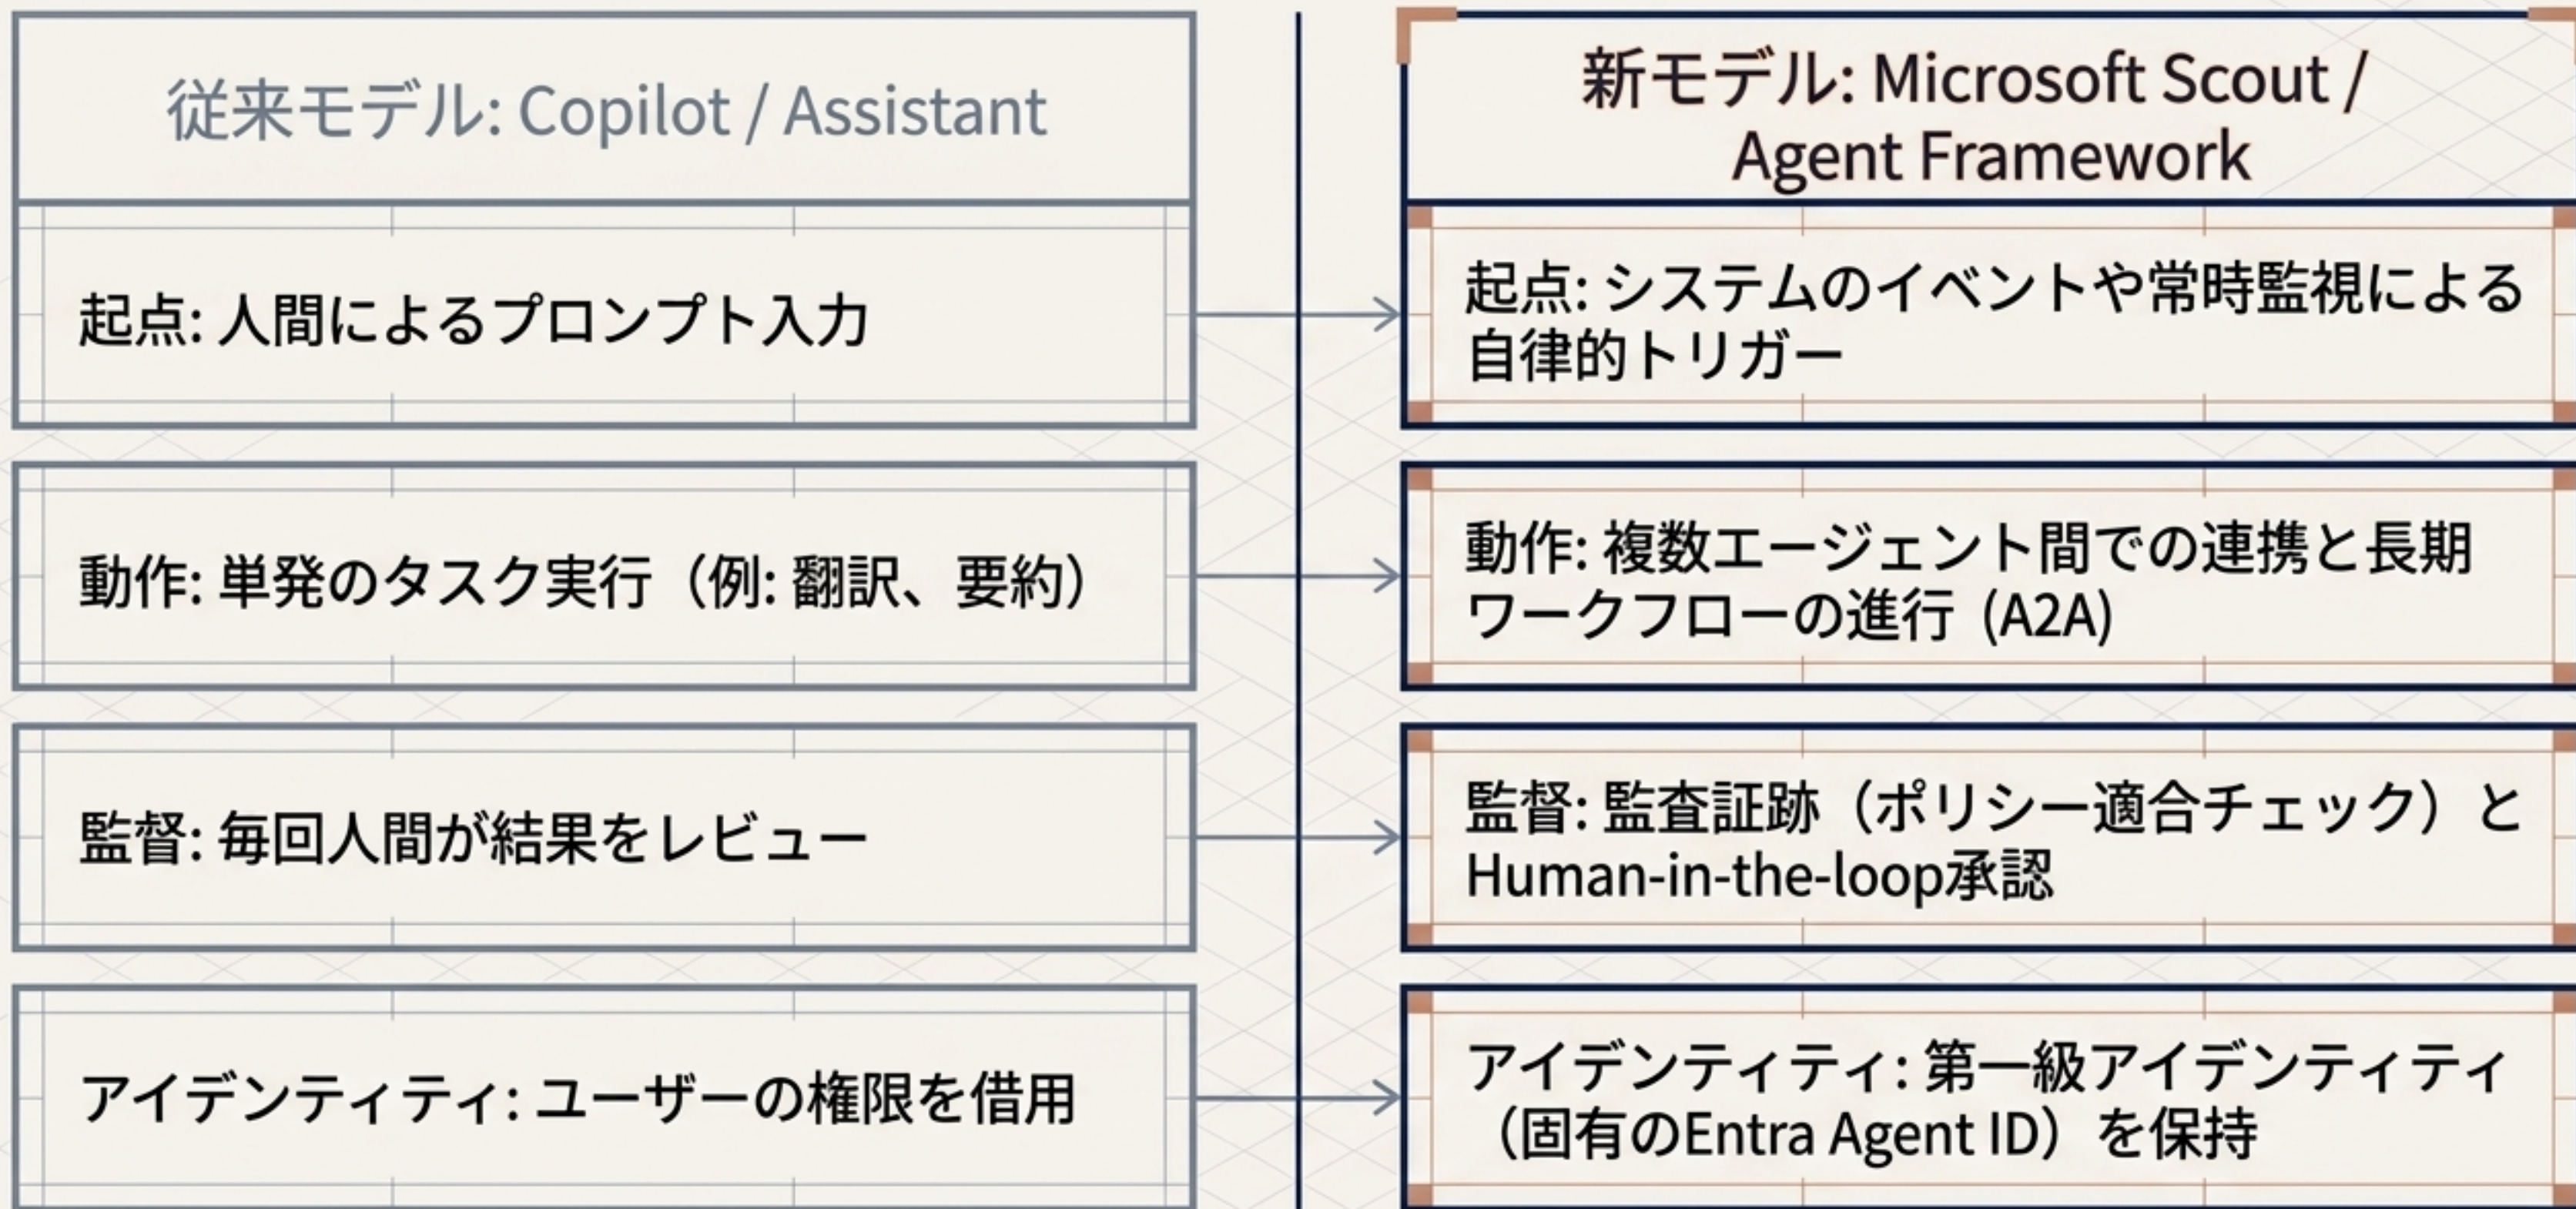 従来モデル: Copilot / Assistant
起点: 人間によるプロンプト入力
動作: 単発のタスク実行（例: 翻訳、要約）
監督: 毎回人間が結果をレビュー
アイデンティティ: ユーザーの権限を借用
新モデル: Microsoft Scout /
Agent Framework
起点: システムのイベントや常時監視による
自律的トリガー
動作: 複数エージェント間での連携と長期
ワークフローの進行 (A2A)
監督: 監査証跡（ポリシー適合チェック）と
Human-in-the-loop承認
アイデンティティ: 第一級アイデンティティ
（固有のEntra Agent ID）を保持